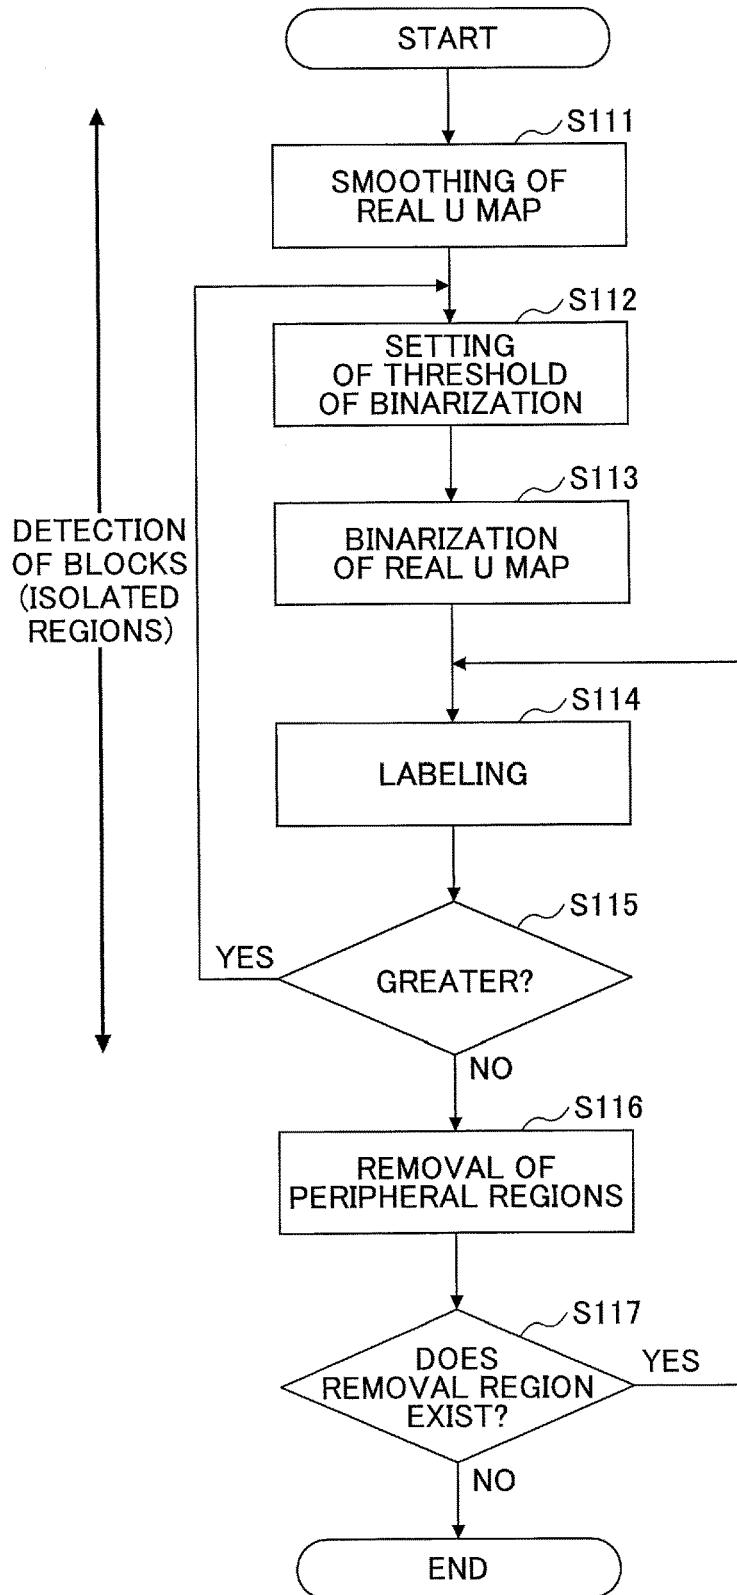 START
S111
SMOOTHING OF
REAL U MAP
S112
SETTING
OF THRESHOLD
OF BINARIZATION
S113
BINARIZATION
OF REAL U MAP
DETECTION
OF BLOCKS
(ISOLATED
REGIONS)
S114
LABELING
S115
YES
GREATER?
NO
S116
REMOVAL OF
PERIPHERAL REGIONS
S117
DOES
REMOVAL REGION
EXIST?
YES
NO
END